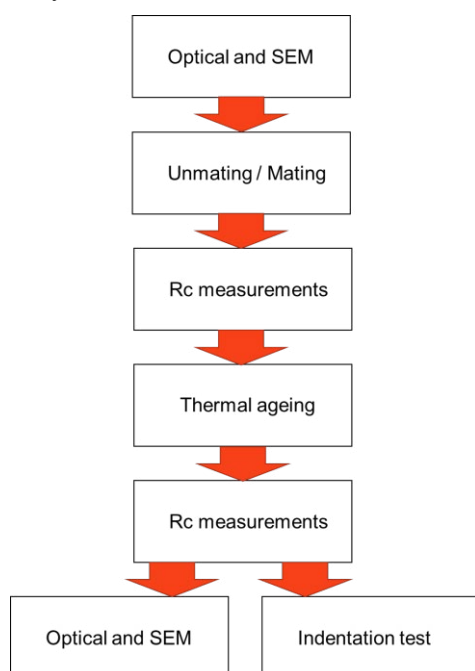 Optical and SEM
Unmating / Mating
Rc measurements
Thermal ageing
Rc measurements
Optical and SEM
Indentation test